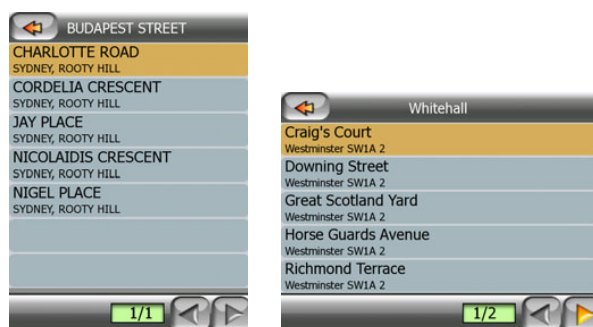 BUDAPEST STREET
CHARLOTTE ROAD
SYDNEY, ROOTY HILL
CORDELIA CRESCENT
SYDNEY, ROOTY HILL
JAY PLACE
SYDNEY, ROOTY HILL
NICOLAIDIS CRESCENT
SYDNEY, ROOTY HILL
NIGEL PLACE
SYDNEY, ROOTY HILL
1/1
Whitehall
Craig's Court
Westminster SW1A 2
Downing Street
Westminster SW1A 2
Great Scotland Yard
Westminster SW1A 2
Horse Guards Avenue
Westminster SW1A 2
Richmond Terrace
Westminster SW1A 2
1/2